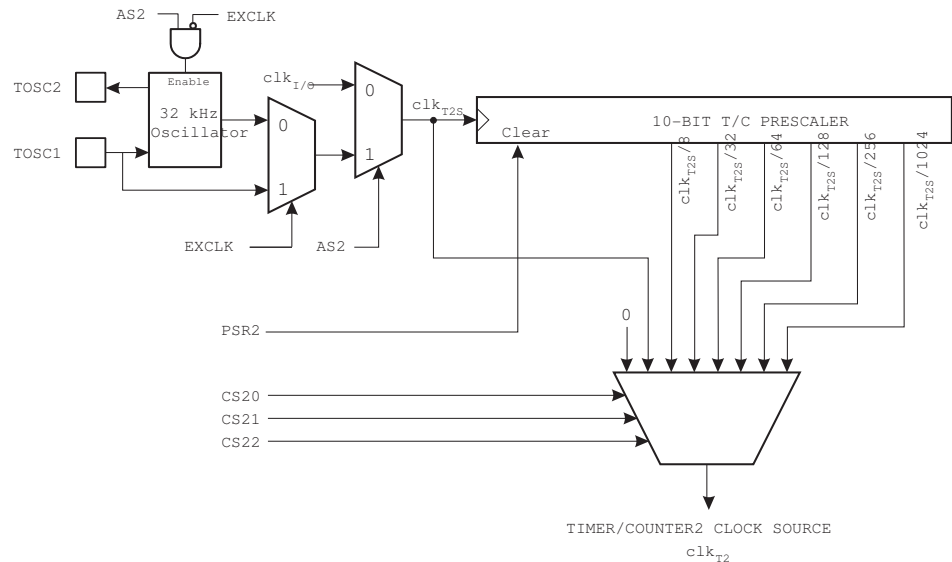 AS2
EXCLK
Enable
TOSC2
32 kHz
Oscillator
TOSC1
clkI/O
0
1
0
1
EXCLK
AS2
clkT2S
10-BIT T/C PRESCALER
Clear
clkT2S/8
clkT2S/32
clkT2S/64
clkT2S/128
clkT2S/256
clkT2S/1024
0
PSR2
CS20
CS21
CS22
TIMER/COUNTER2 CLOCK SOURCE
clkT2